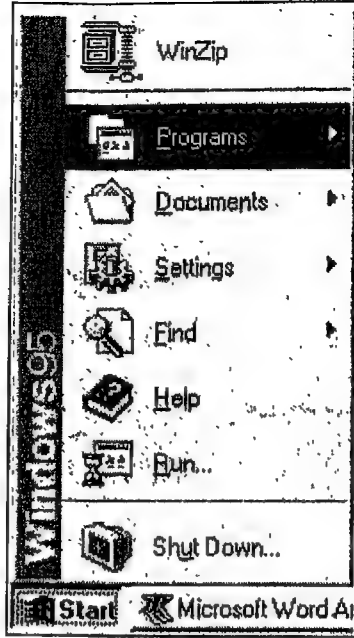 WinZip
Programs
Documents
Settings
Find
Help
Run...
Shut Down...
Windows95
Start
Microsoft Word